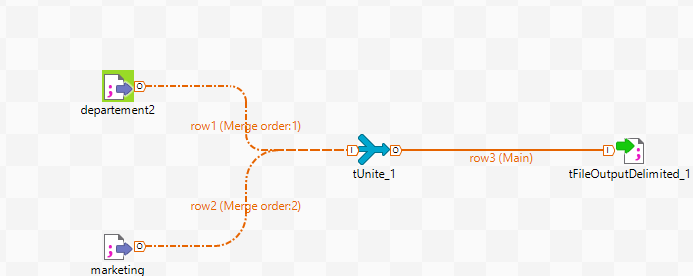 departement2
row1 (Merge order:1)
tUnite_1
row3 (Main)
tFileOutputDelimited_1
row2 (Merge order:2)
marketing